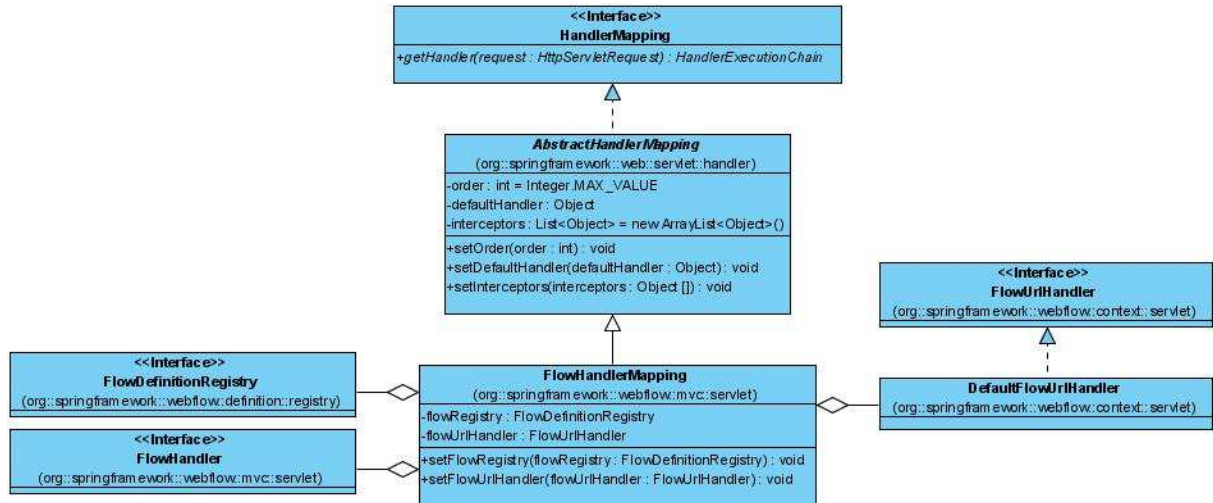 <<Interface>>
HandlerMapping
+getHandler(request : HttpServletRequest) : HandlerExecutionChain
AbstractHandlerMapping
(org::springframework::web::servlet::handler)
-order : int = Integer.MAX_VALUE
-defaultHandler : Object
-interceptors : List<Object> = new ArrayList<Object>()
+setOrder(order : int) : void
+setDefaultHandler(defaultHandler : Object) : void
+setInterceptors(interceptors : Object []) : void
<<Interface>>
FlowUrlHandler
(org::springframework::webflow::context::servlet)
<<Interface>>
FlowDefinitionRegistry
(org::springframework::webflow::definition::registry)
<<Interface>>
FlowHandler
(org::springframework::webflow::mvc::servlet)
FlowHandlerMapping
(org::springframework::webflow::mvc::servlet)
-flowRegistry : FlowDefinitionRegistry
-flowUrlHandler : FlowUrlHandler
+setFlowRegistry(flowRegistry : FlowDefinitionRegistry) : void
+setFlowUrlHandler(flowUrlHandler : FlowUrlHandler) : void
DefaultFlowUrlHandler
(org::springframework::webflow::context::servlet)